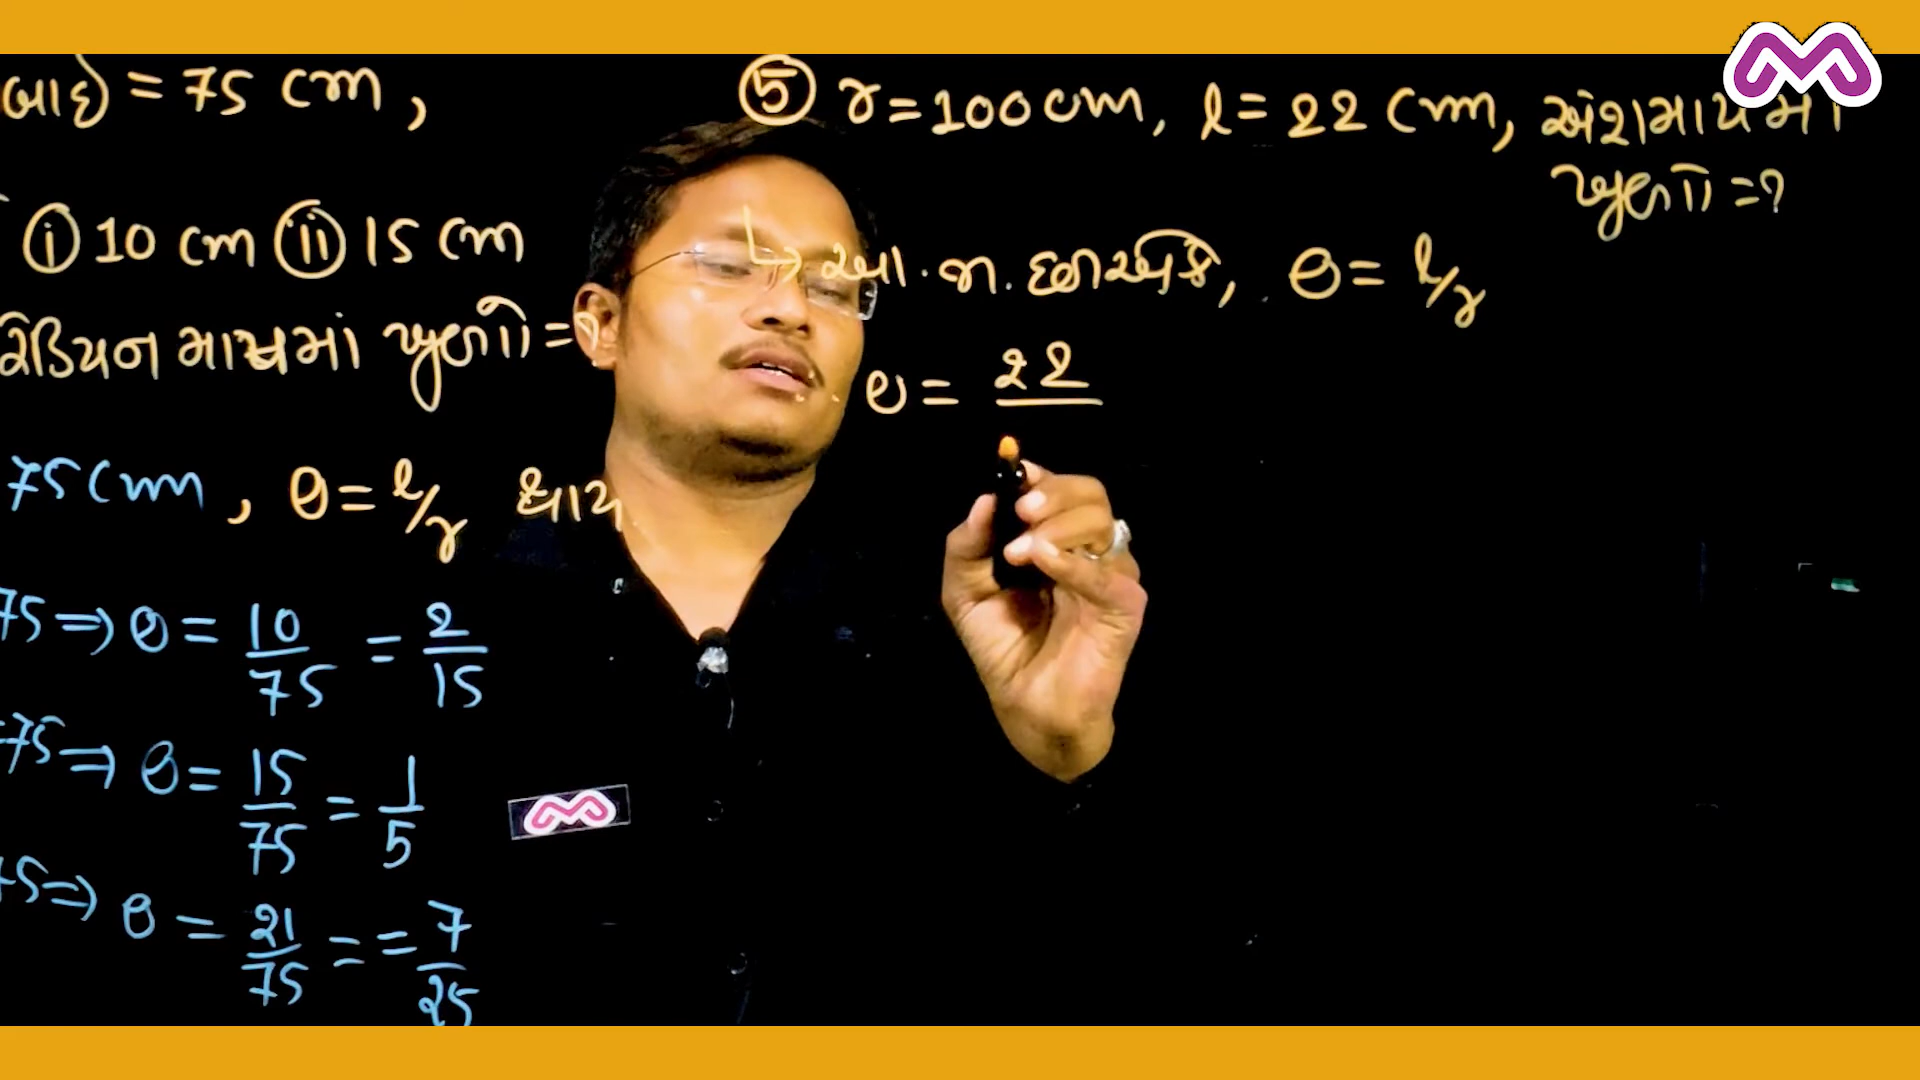 = 75 cm,
ⓘ 10 cm ⓘⓘ 15 cm
રેડિયન માપમાં ખૂણો = ?
75 cm, θ = l/r થાય
75 ⇒ θ = 10/75 = 2/15
75 ⇒ θ = 15/75 = 1/5
75 ⇒ θ = 21/75 = = 7/25
⑤ r = 100 cm, l = 22 cm, અંશમાપમાં
ખૂણો = ?
↳ આ. જા. દર્શાવે કે, θ = l/r
θ = 22